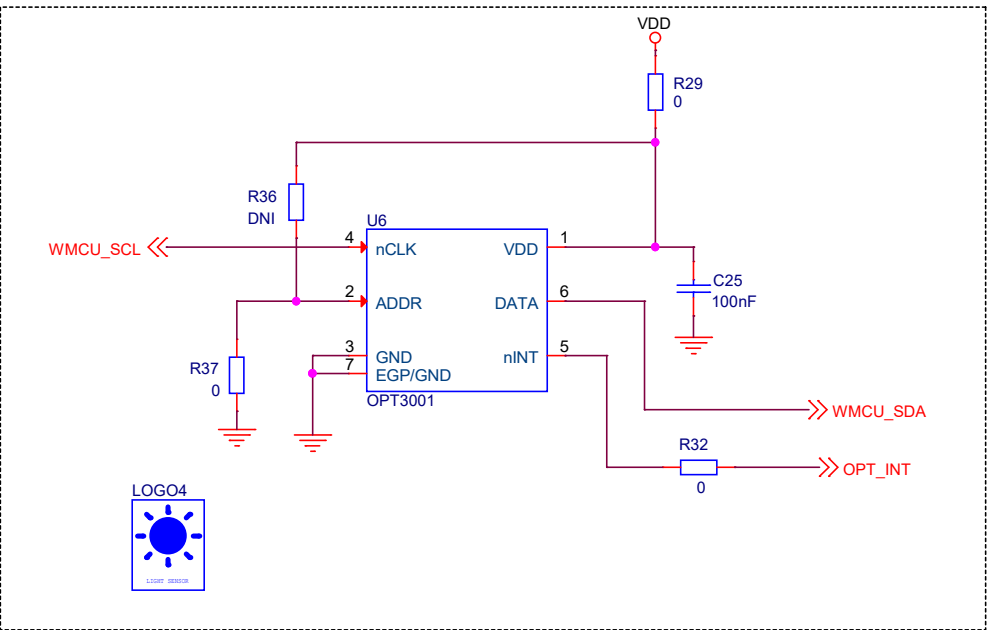 VDD
R29
0
R36
DNI
U6
WMCU_SCL
4
nCLK
VDD
1
2
ADDR
DATA
6
C25
100nF
3
GND
nINT
5
7
EGP/GND
OPT3001
R37
0
WMCU_SDA
R32
0
OPT_INT
LOGO4
LIGHT SENSOR